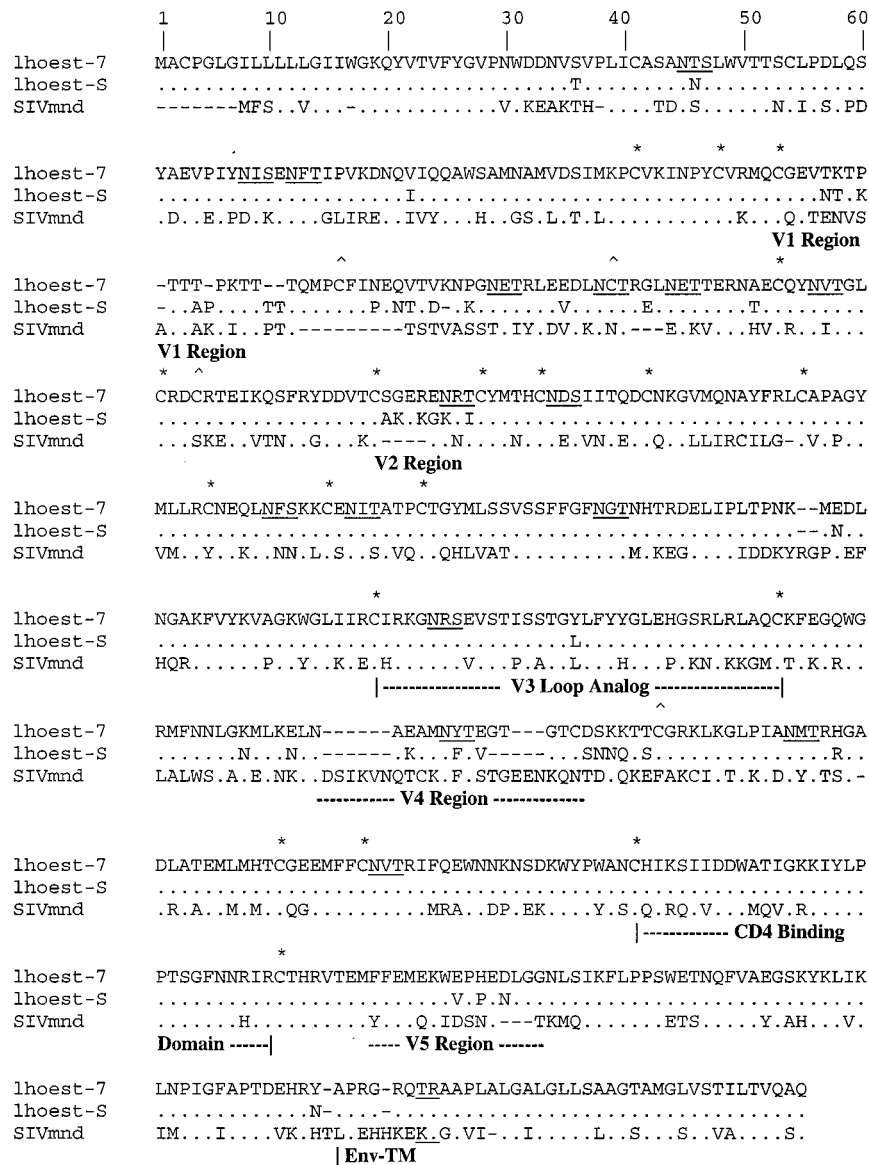 1 10 20 30 40 50 60
| | | | | | |
lhoest-7 MACPGLGILLLLLGIIWGKQYVTVFYGVPNWDDNVSVPLICASANTSLWVTTSCLPDLQS
lhoest-S ...................................T.........N..............
SIVmnd -------MFS..V...-............V.KEAKTH-....TD.S......N.I.S.PD
* * *
lhoest-7 YAEVPIYNISENFTIPVKDNQVIQQAWSAMNAMVDSIMKPCVKINPYCVRMQCGEVTKTP
lhoest-S .....................I..................................NT.K
SIVmnd .D..E.PD.K....GLIRE..IVY...H..GS.L.T.L...........K...Q.TENVS
V1 Region
^ ^ *
lhoest-7 -TTT-PKTT--TQMPCFINEQVTVKNPGNETRLEEDLNCTRGLNETTERNAECQYNVTGL
lhoest-S -..AP....TT.......P.NT.D-.K.......V......E........T.........
SIVmnd A..AK.I..PT.---------TSTVASST.IY.DV.K.N.---E.KV..HV.R..I...
V1 Region
* ^ * * * * *
lhoest-7 CRDCRTEIKQSFRYDDVTCSGERENRTCYMTHCNDSIITQDCNKGVMQNAYFRLCAPAGY
lhoest-S ...................AK.KGK.I.................................
SIVmnd ...SKE..VTN..G...K.----..N....N...E.VN.E..Q..LLIRCILG-.V.P..
V2 Region
* * *
lhoest-7 MLLRCNEQLNFSKKCENITATPCTGYMLSSVSSFFGFNGTNHTRDELIPLTPNK--MEDL
lhoest-S ......................................................--.N..
SIVmnd VM..Y..K..NN.L.S..S.VQ..QHLVAT..........M.KEG.....IDDKYRGP.EF
* *
lhoest-7 NGAKFVYKVAGKWGLIIRCIRKGNRSEVSTISSTGYLFYYGLEHGSRLRLAQCKFEGQWG
lhoest-S ...................................L........................
SIVmnd HQR......P..Y..K.E.H......V...P.A..L...H...P.KN.KKGM.T.K.R..
|----------------- V3 Loop Analog ------------------|
^
lhoest-7 RMFNNLGKMLKELN------AEAMNYTEGT---GTCDSKKTTCGRKLKGLPIANMTRHGA
lhoest-S .......N...N..------.K...F.V------....SNNQ.S..............R..
SIVmnd LALWS.A.E.NK..DSIKVNQTCK.F.STGEENKQNTD.QKEFAKCI.T.K.D.Y.TS.-
----------- V4 Region -------------
* * *
lhoest-7 DLATEMLMHTCGEEMFFCNVTRIFQEWNNKNSDKWYPWANCHIKSIIDDWATIGKKIYLP
lhoest-S ............................................................
SIVmnd .R.A..M.M..QG..........MRA..DP.EK....Y.S.Q.RQ.V...MQV.R.....
|------------ CD4 Binding
*
lhoest-7 PTSGFNNRIRCTHRVTEMFFEMEKWEPHEDLGGNLSIKFLPPSWETNQFVAEGSKYKLIK
lhoest-S .........................V.P.N..............................
SIVmnd .......H..........Y...Q.IDSN..---TKMQ......ETS.....Y.AH...V.
Domain ------| ----- V5 Region -------
lhoest-7 LNPIGFAPTDEHRY-APRG-RQTRAAPLALGALGLLSAAGTAMGLVSTILTVQAQ
lhoest-S .............N-....-...................................
SIVmnd IM...I....VK.HTL.EHHKEK.G.VI-.I.....L..S...S..VA....S.
|Env-TM